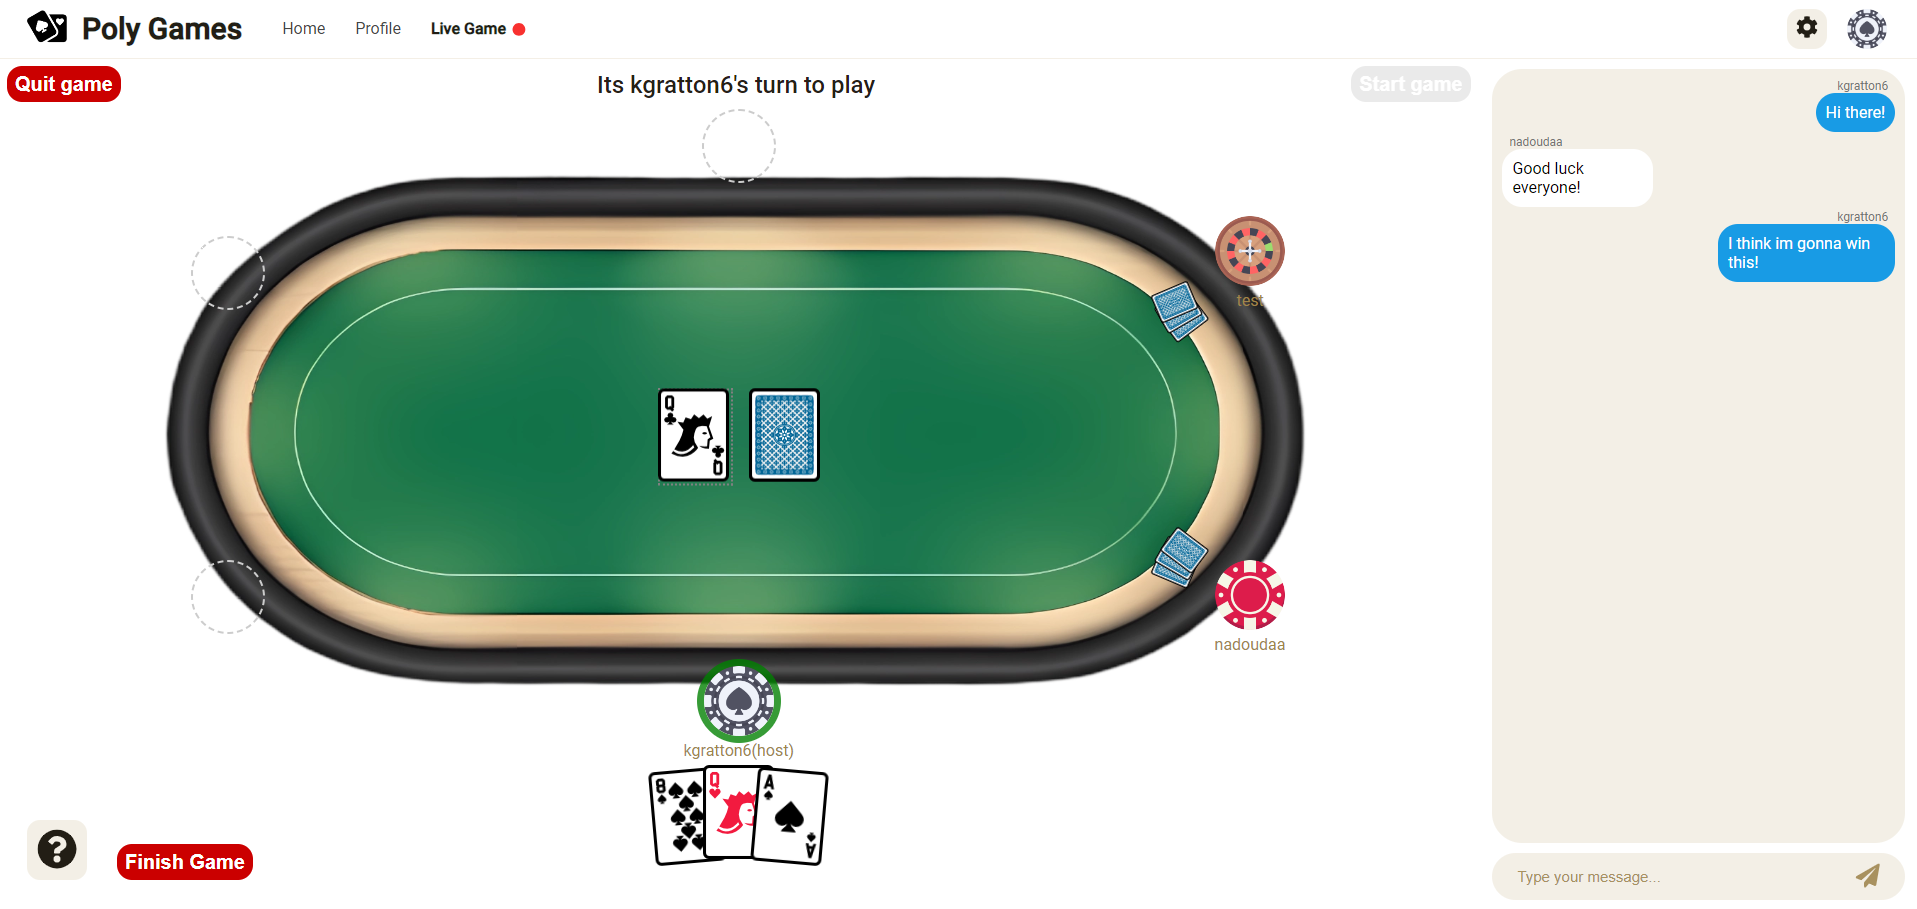 Poly Games
Home
Profile
Live Game
Quit game
Its kgratton6's turn to play
Start game
kgratton6
Hi there!
nadoudaa
Good luck
everyone!
kgratton6
I think im gonna win
this!
test
Q
Q
nadoudaa
kgratton6(host)
8
Q
A
A
Finish Game
Type your message...